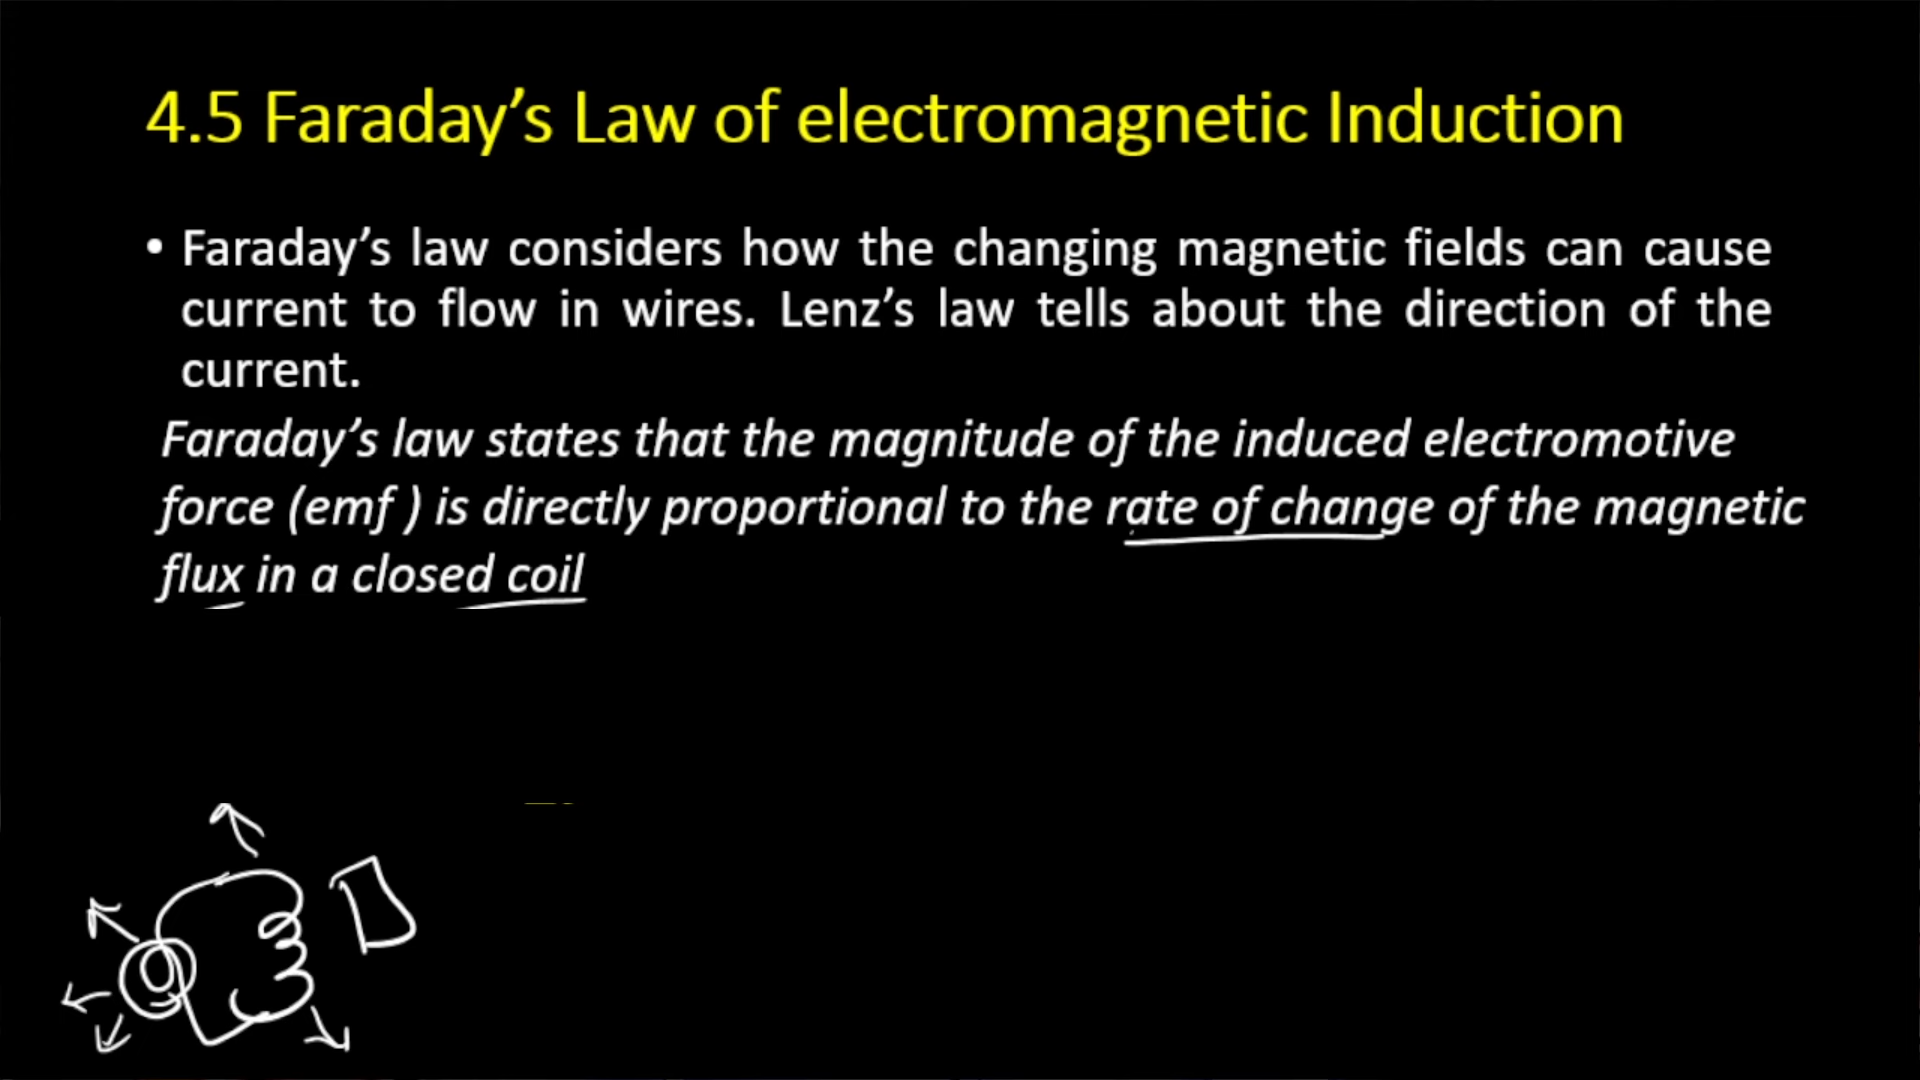 4.5 Faraday’s Law of electromagnetic Induction
• Faraday’s law considers how the changing magnetic fields can cause
current to flow in wires. Lenz’s law tells about the direction of the
current.
Faraday’s law states that the magnitude of the induced electromotive
force (emf ) is directly proportional to the rate of change of the magnetic
flux in a closed coil